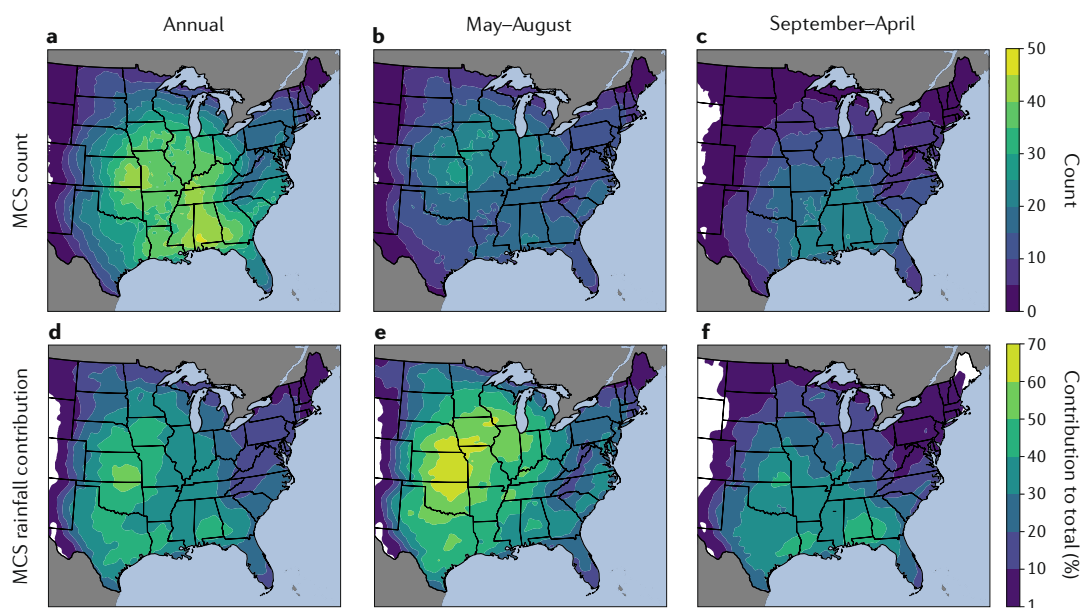 Annual
May–August
September–April
a
b
c
MCS count
50
40
30
20
10
0
Count
d
e
f
MCS rainfall contribution
70
60
50
40
30
20
10
1
Contribution to total (%)